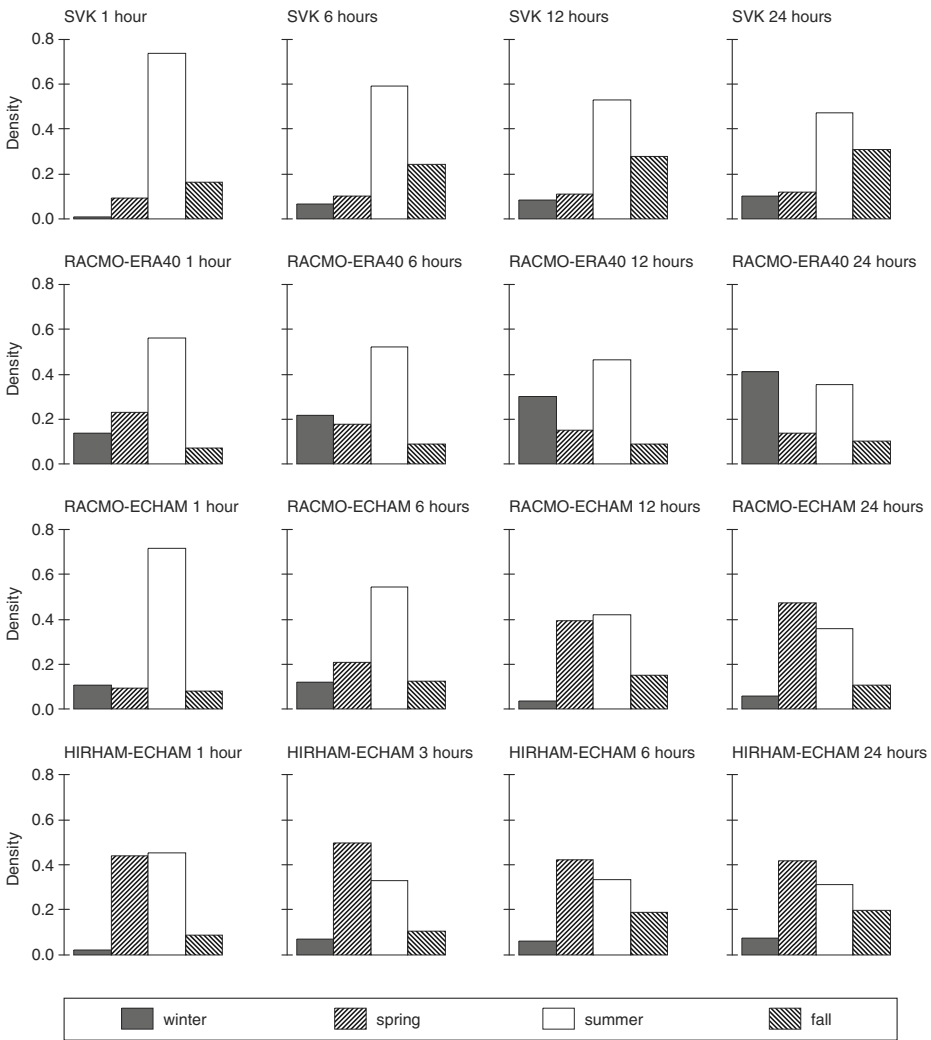 SVK 1 hour SVK 6 hours SVK 12 hours SVK 24 hours
0.8
0.6
0.4
0.2
0.0
Density
RACMO-ERA40 1 hour RACMO-ERA40 6 hours RACMO-ERA40 12 hours RACMO-ERA40 24 hours
0.8
0.6
0.4
0.2
0.0
Density
RACMO-ECHAM 1 hour RACMO-ECHAM 6 hours RACMO-ECHAM 12 hours RACMO-ECHAM 24 hours
0.8
0.6
0.4
0.2
0.0
Density
HIRHAM-ECHAM 1 hour HIRHAM-ECHAM 3 hours HIRHAM-ECHAM 6 hours HIRHAM-ECHAM 24 hours
0.8
0.6
0.4
0.2
0.0
Density
winter spring summer fall